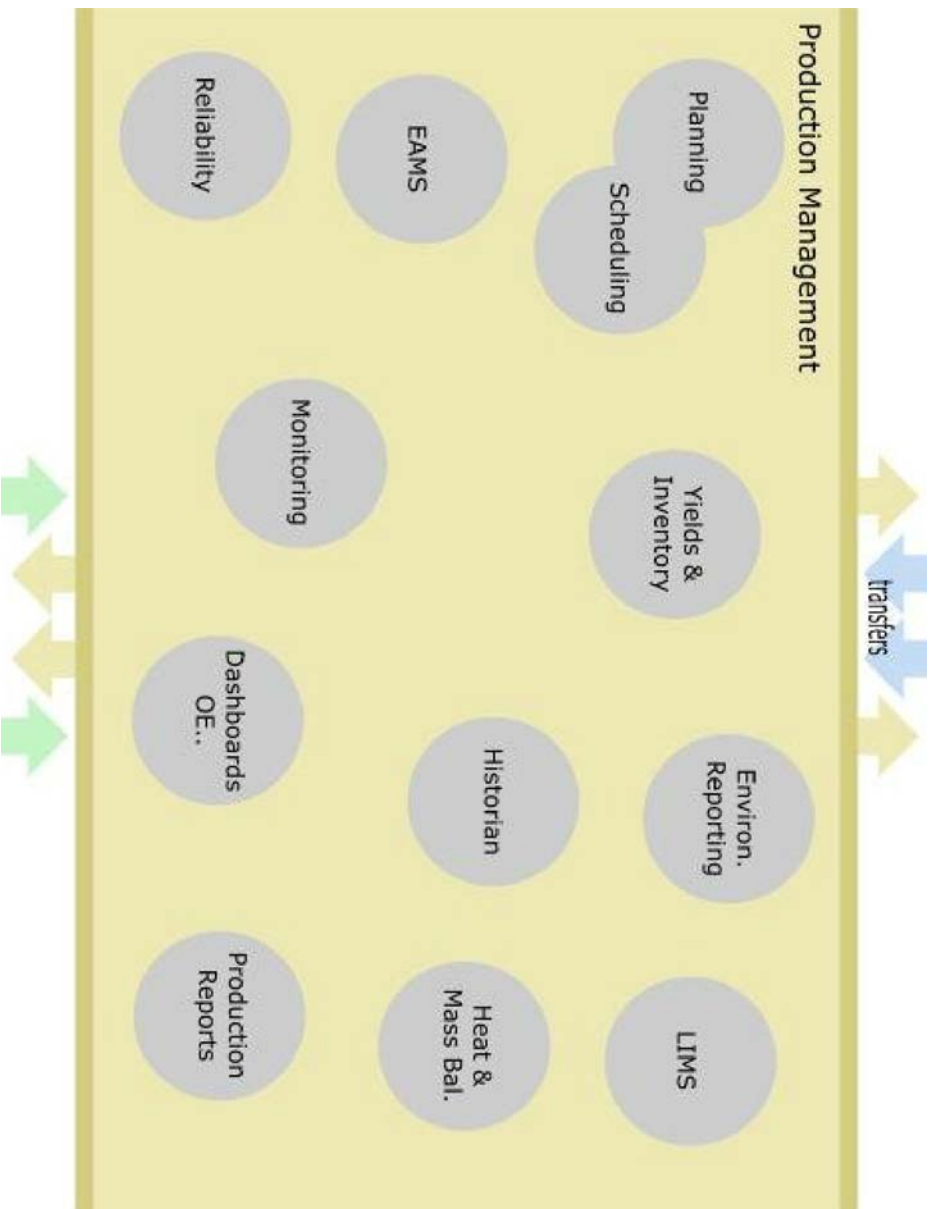 Production Management
transfers
Planning
Scheduling
Yields &
Inventory
Environ.
Reporting
LIMS
EAMS
Historian
Heat &
Mass Bal.
Monitoring
Reliability
Dashboards
OE..
Production
Reports